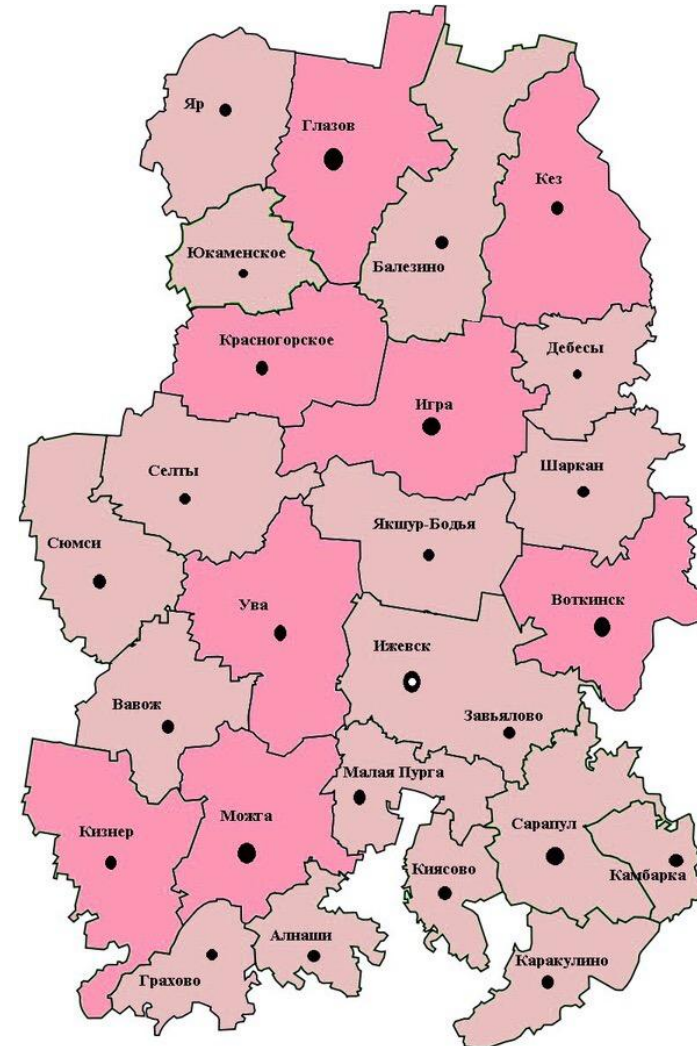 Яр
Глазов
Кез
Юкаменское
Балезино
Красногорское
Дебесы
Игра
Селты
Шаркан
Якшур-Бодья
Сюмси
Ува
Воткинск
Ижевск
Вавож
Завьялово
Малая Пурга
Можга
Кизнер
Сарапул
Киясово
Камбарка
Алнаши
Грахово
Каракулино